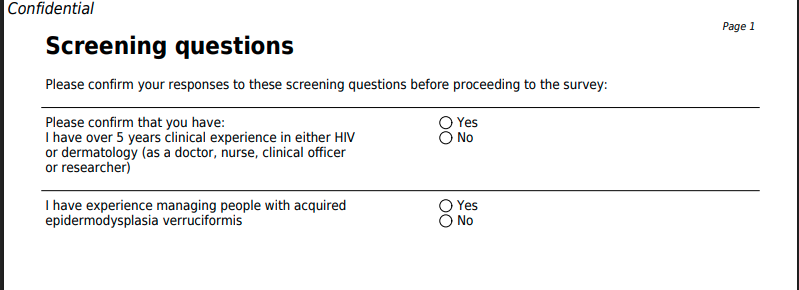 Confidential
Page 1
Screening questions
Please confirm your responses to these screening questions before proceeding to the survey:
Please confirm that you have:
I have over 5 years clinical experience in either HIV
or dermatology (as a doctor, nurse, clinical officer
or researcher)
Yes
No
I have experience managing people with acquired
epidermodysplasia verruciformis
Yes
No